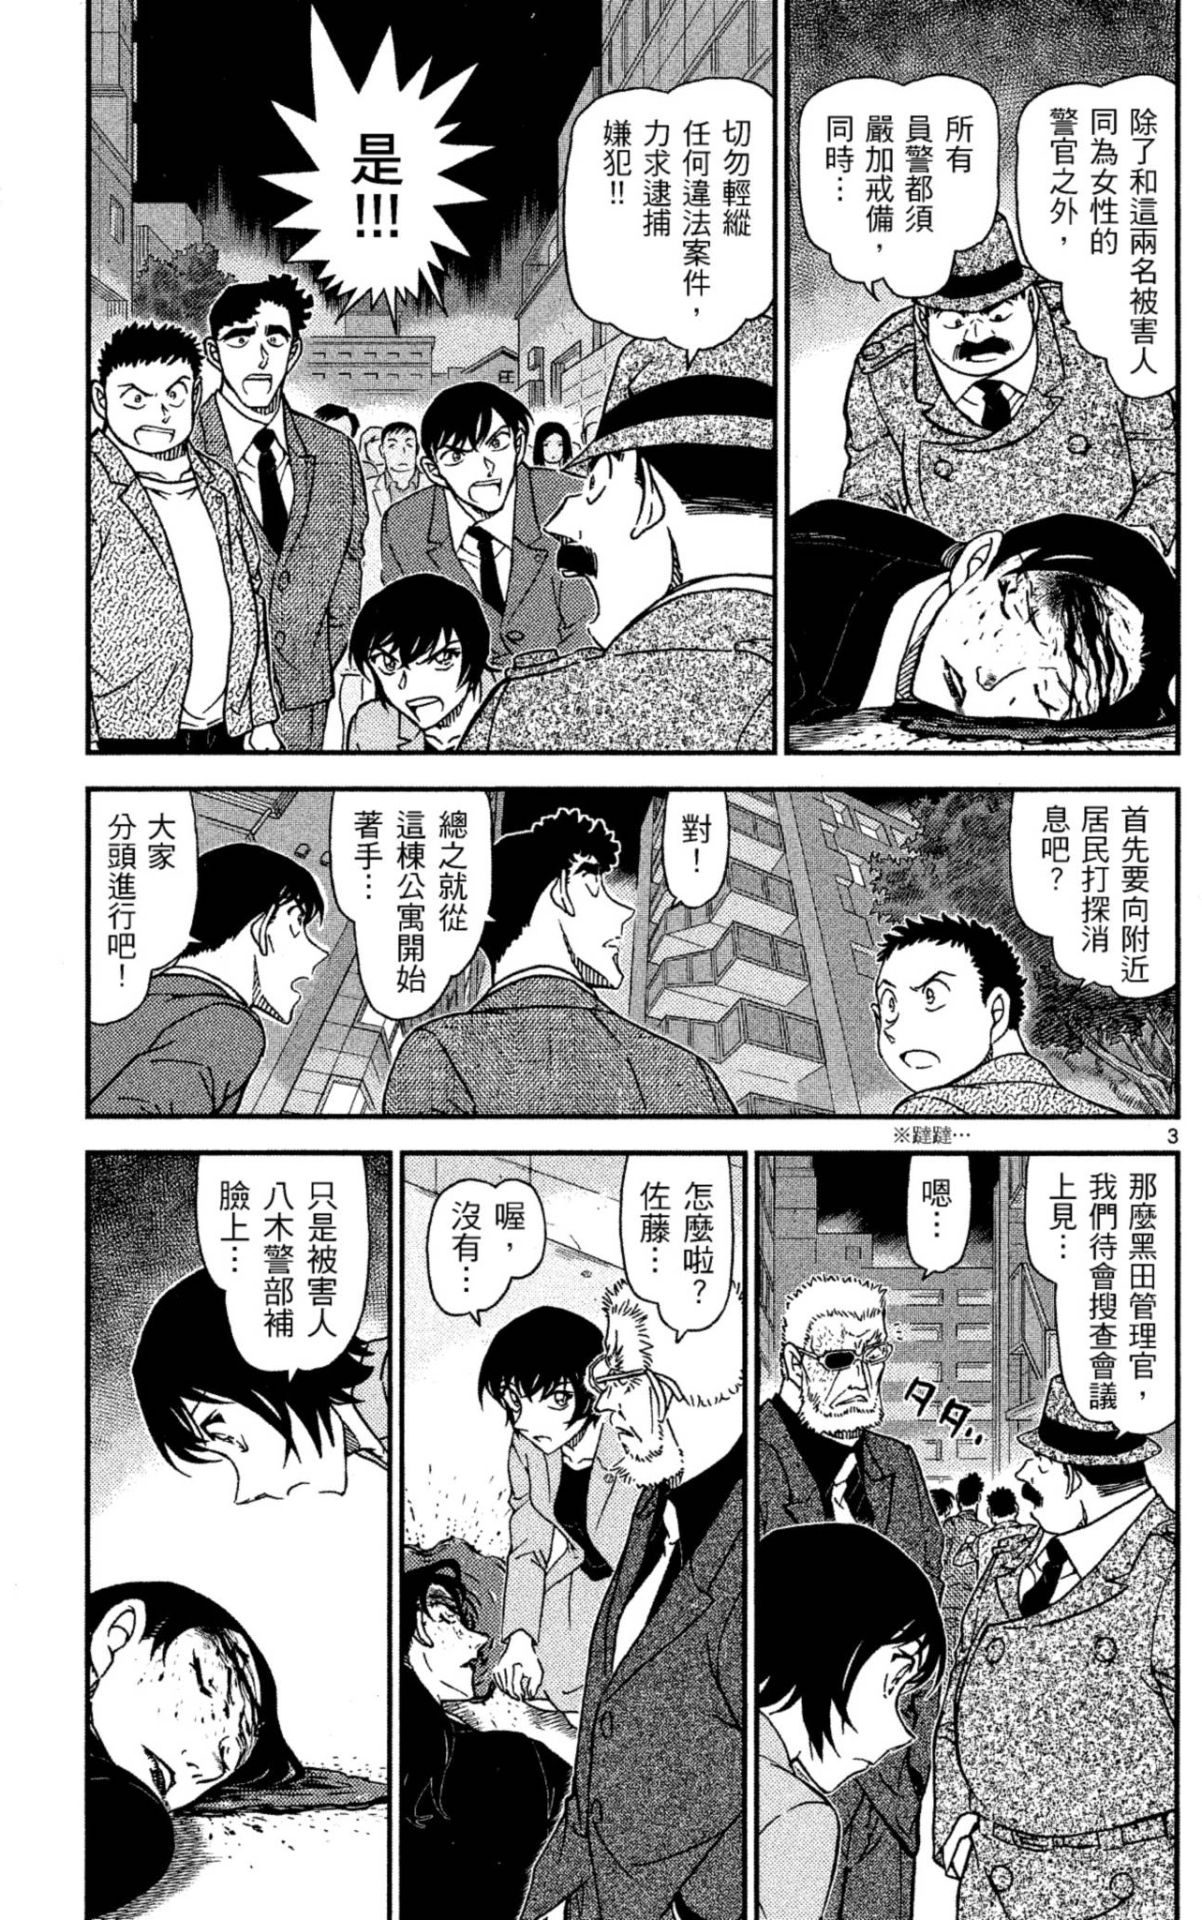 除了和這兩名被害人
同為女性的
警官之外，
所有
員警都須
嚴加戒備，
同時…
切勿輕縱
任何違法案件，
力求逮捕
嫌犯!!
是!!!
首先要向附近
居民打探消
息吧？
對！
總之就從
這棟公寓開始
著手…
大家
分頭進行吧！
3
※躂躂…
那麼黑田管理官，
我們待會搜查會議
上見…
嗯…
タタ…
怎麼啦？
佐藤…
喔，
沒有…
只是被害人
八木警部補
臉上…